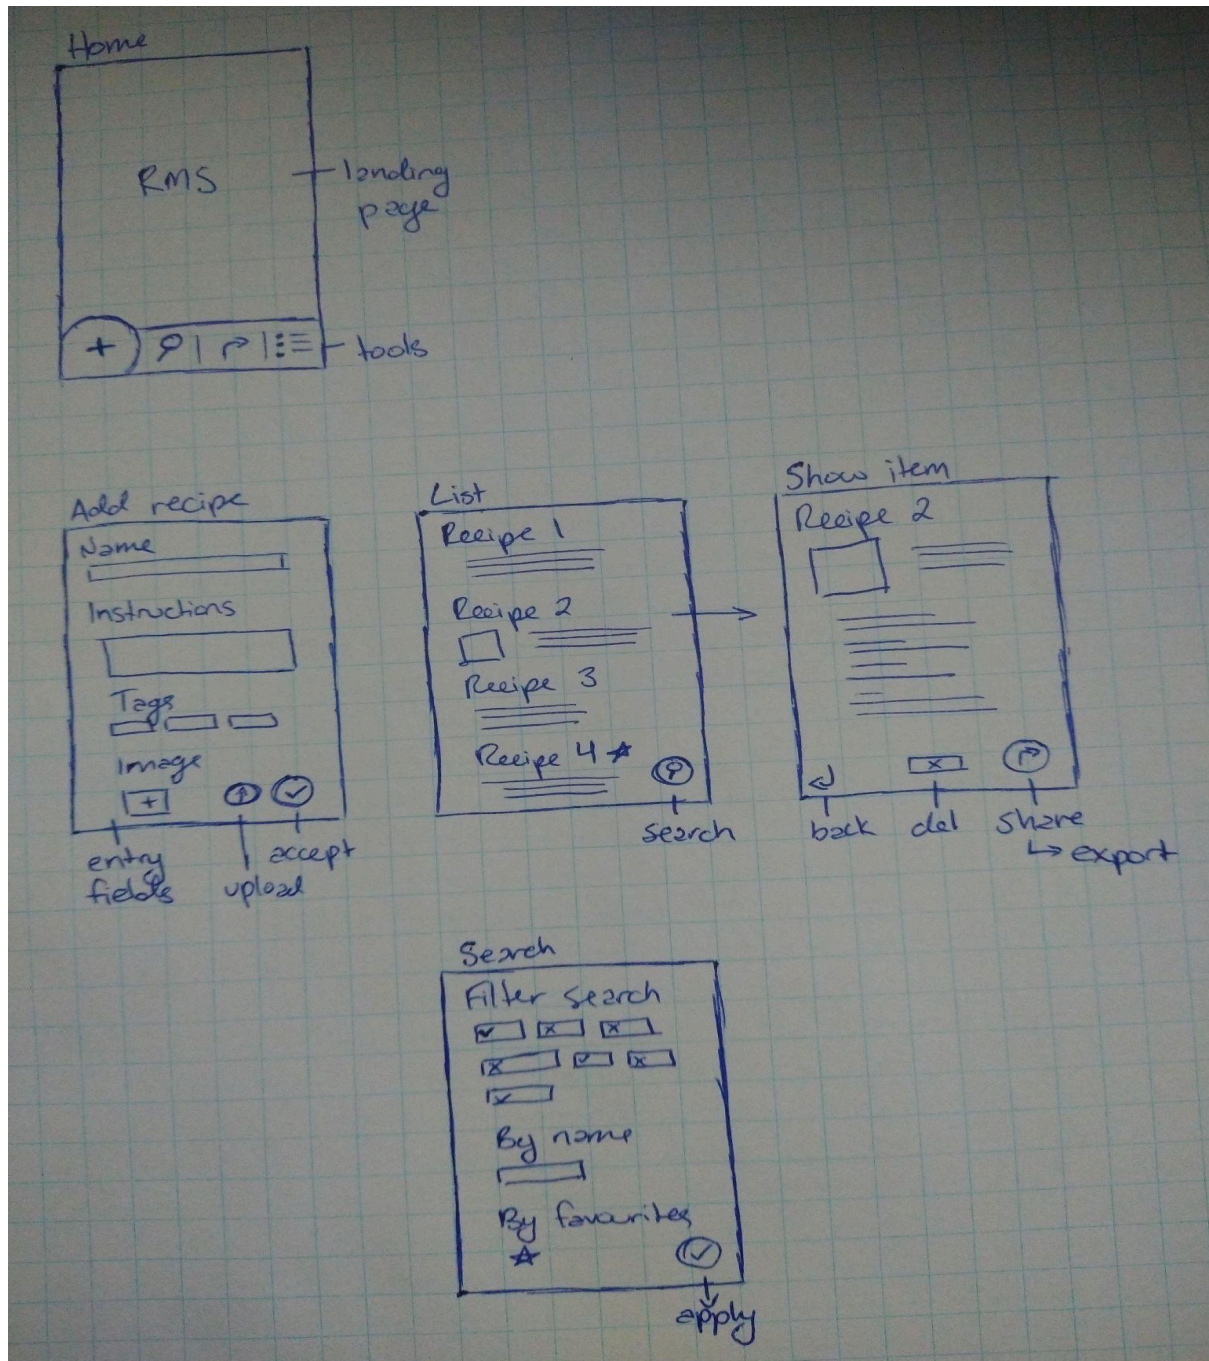 Home
RMS
landing
page
tools
Add recipe
Name
Instructions
Tags
Image
entry
fields
upload
accept
List
Recipe 1
Recipe 2
Recipe 3
Recipe 4
search
Show item
Recipe 2
back
del
share
↳ export
Search
Filter search
By name
By favourites
apply